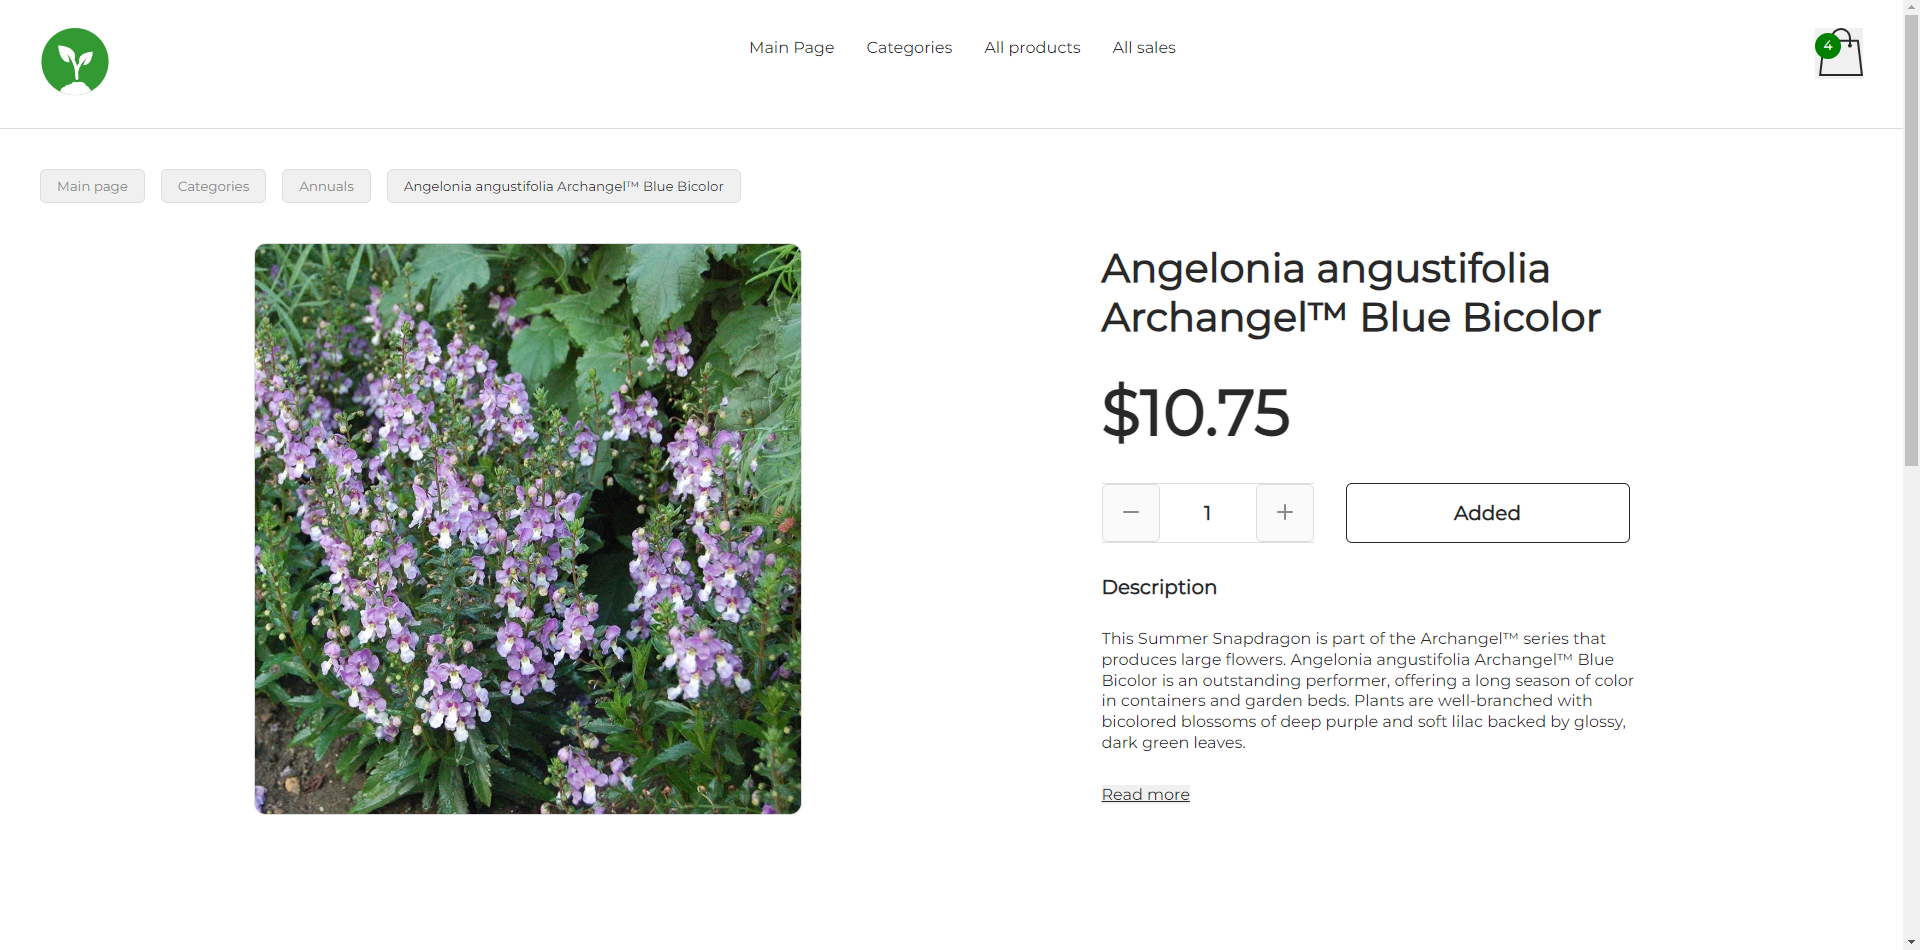 Main Page
Categories
All products
All sales
4
Main page
Categories
Annuals
Angelonia angustifolia Archangel™ Blue Bicolor
Angelonia angustifolia
Archangel™ Blue Bicolor
$10.75
1
Added
Description
This Summer Snapdragon is part of the Archangel™ series that
produces large flowers. Angelonia angustifolia Archangel™ Blue
Bicolor is an outstanding performer, offering a long season of color
in containers and garden beds. Plants are well-branched with
bicolored blossoms of deep purple and soft lilac backed by glossy,
dark green leaves.
Read more